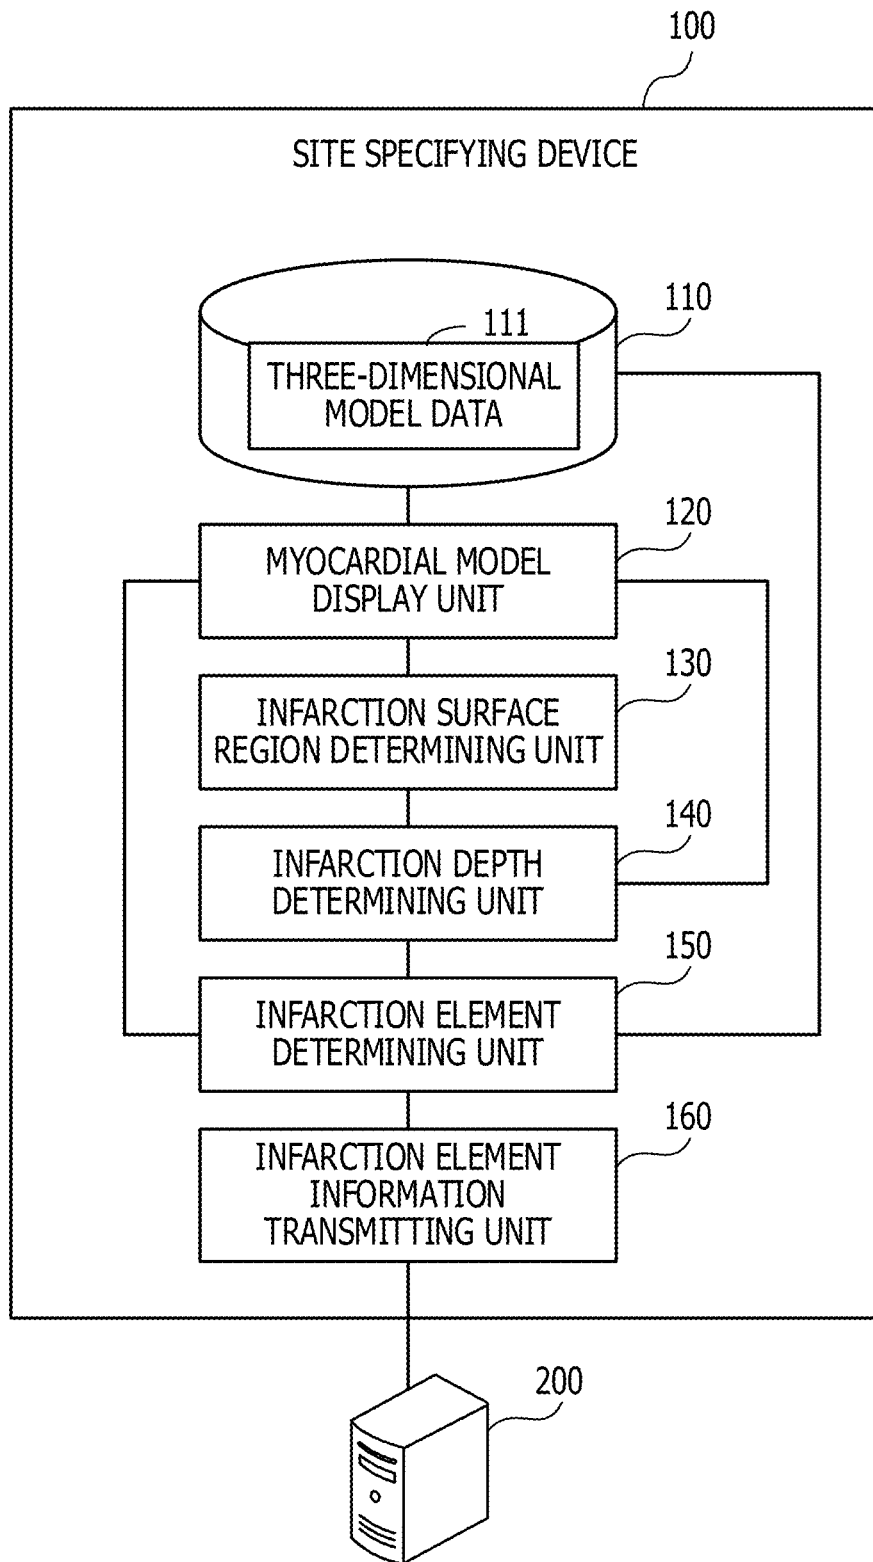 100
SITE SPECIFYING DEVICE
110
111
THREE-DIMENSIONAL
MODEL DATA
120
MYOCARDIAL MODEL
DISPLAY UNIT
130
INFARCTION SURFACE
REGION DETERMINING UNIT
140
INFARCTION DEPTH
DETERMINING UNIT
150
INFARCTION ELEMENT
DETERMINING UNIT
160
INFARCTION ELEMENT
INFORMATION
TRANSMITTING UNIT
200